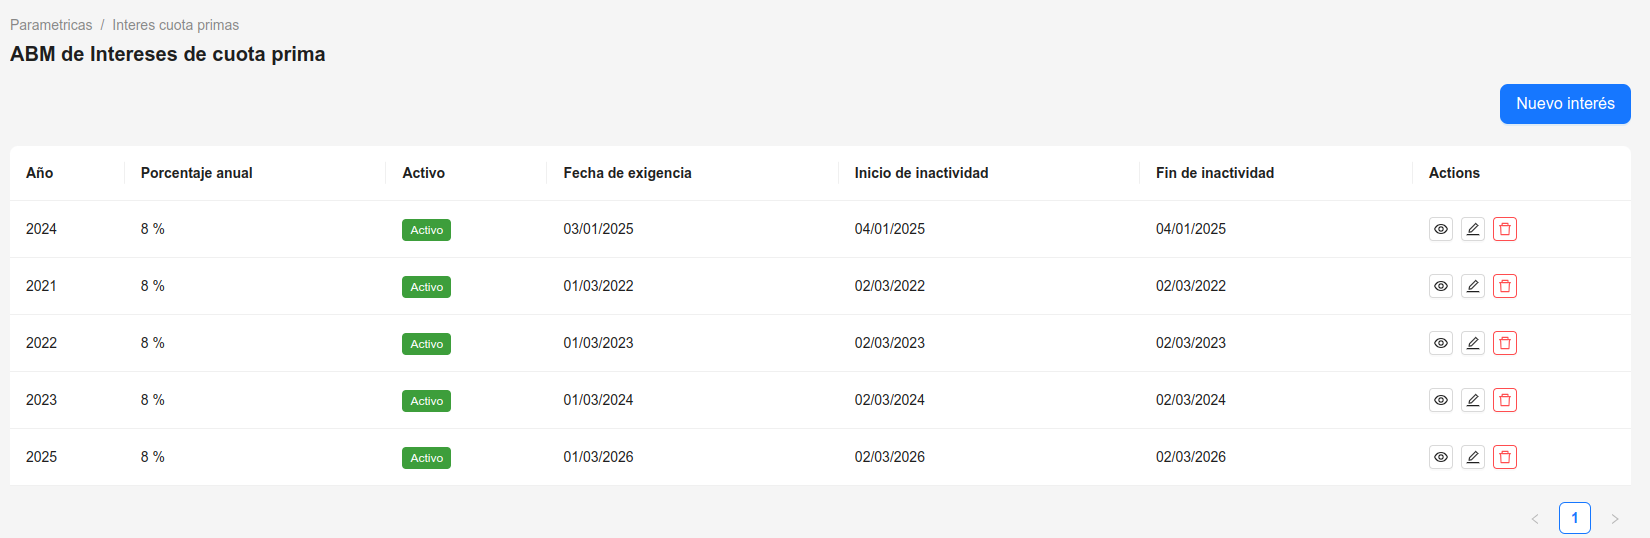 Parametricas / Interes cuota primas
ABM de Intereses de cuota prima
Nuevo interés
Año Porcentaje anual Activo Fecha de exigencia Inicio de inactividad Fin de inactividad Actions
2024 8 % Activo 03/01/2025 04/01/2025 04/01/2025
2021 8 % Activo 01/03/2022 02/03/2022 02/03/2022
2022 8 % Activo 01/03/2023 02/03/2023 02/03/2023
2023 8 % Activo 01/03/2024 02/03/2024 02/03/2024
2025 8 % Activo 01/03/2026 02/03/2026 02/03/2026
< 1 >